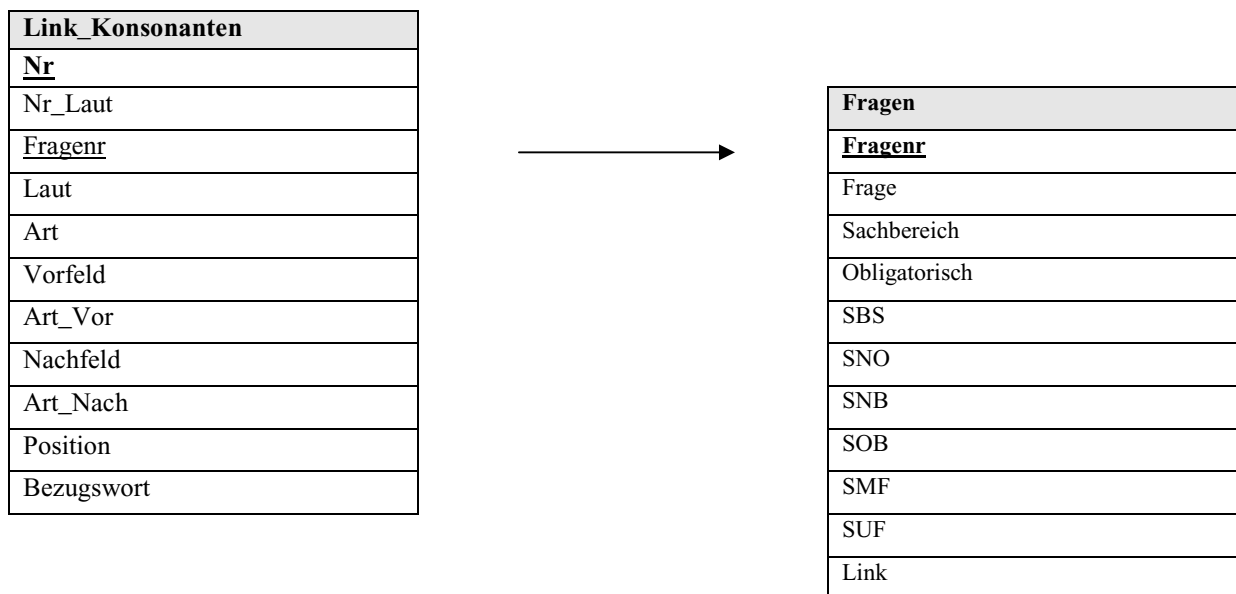 Link_Konsonanten
Nr
Nr_Laut
Fragenr
Laut
Art
Vorfeld
Art_Vor
Nachfeld
Art_Nach
Position
Bezugswort
Fragen
Fragenr
Frage
Sachbereich
Obligatorisch
SBS
SNO
SNB
SOB
SMF
SUF
Link